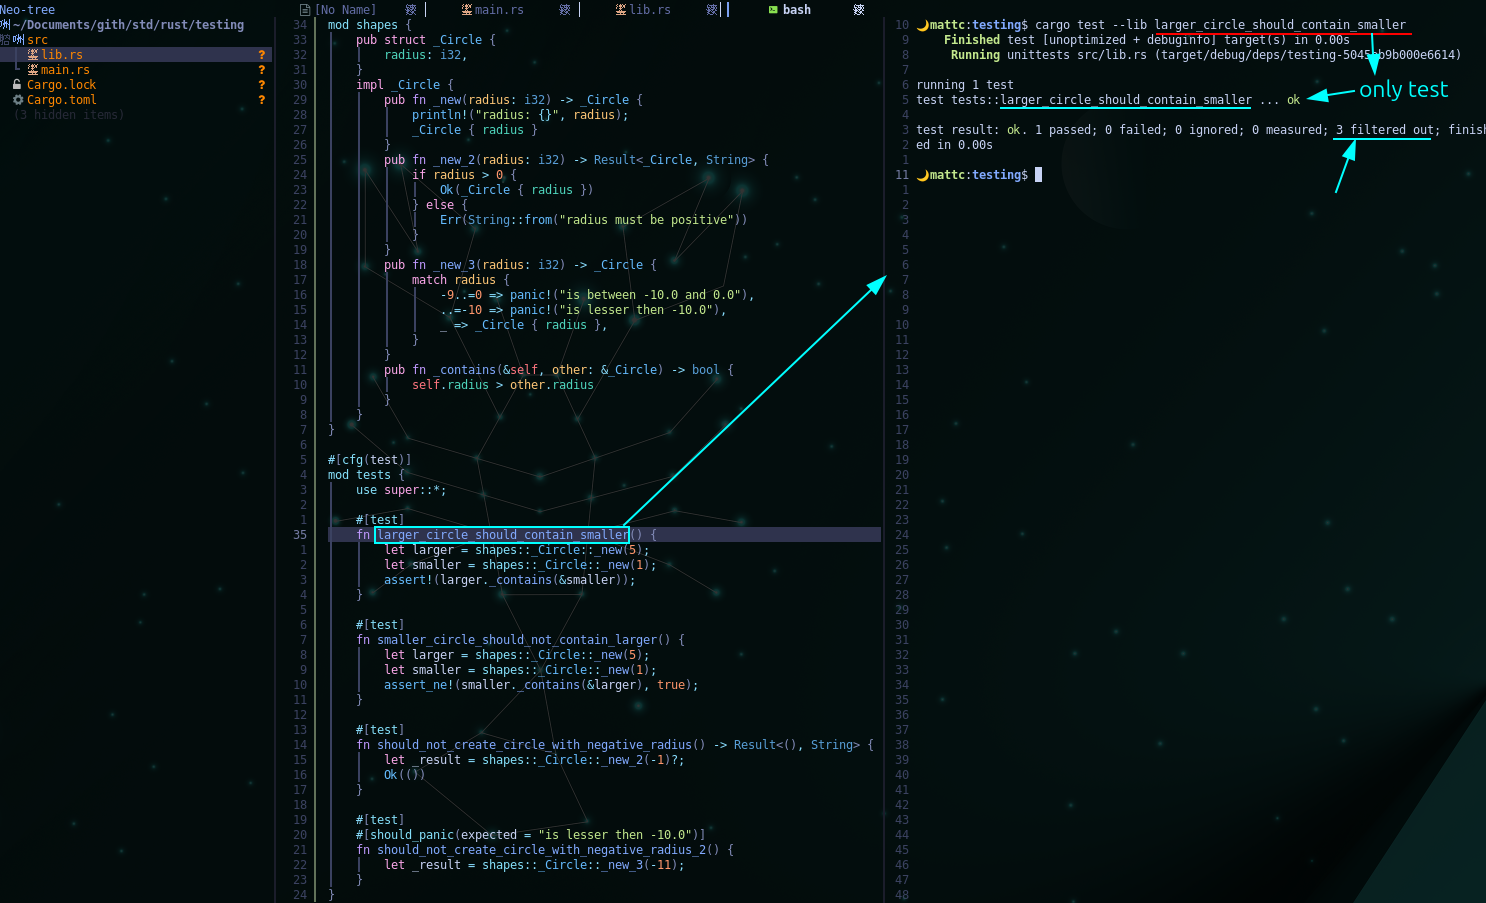 Neo-tree
~/Documents/gith/std/rust/testing
src
lib.rs ?
main.rs ?
Cargo.lock ?
Cargo.toml ?
(3 hidden items)
[No Name] main.rs lib.rs bash
34 mod shapes {
33 pub struct _Circle {
32 radius: i32,
31 }
30 impl _Circle {
29 pub fn _new(radius: i32) -> _Circle {
28 println!("radius: {}", radius);
27 _Circle { radius }
26 }
25 pub fn _new_2(radius: i32) -> Result<_Circle, String> {
24 if radius > 0 {
23 Ok(_Circle { radius })
22 } else {
21 Err(String::from("radius must be positive"))
20 }
19 }
18 pub fn _new_3(radius: i32) -> _Circle {
17 match radius {
16 -9..=0 => panic!("is between -10.0 and 0.0"),
15 ..=-10 => panic!("is lesser then -10.0"),
14 _ => _Circle { radius },
13 }
12 }
11 pub fn _contains(&self, other: &_Circle) -> bool {
10 self.radius > other.radius
9 }
8 }
7 }
6
5 #[cfg(test)]
4 mod tests {
3 use super::*;
2
1 #[test]
35 fn larger_circle_should_contain_smaller() {
1 let larger = shapes::_Circle::_new(5);
2 let smaller = shapes::_Circle::_new(1);
3 assert!(larger._contains(&smaller));
4 }
5
6 #[test]
7 fn smaller_circle_should_not_contain_larger() {
8 let larger = shapes::_Circle::_new(5);
9 let smaller = shapes::_Circle::_new(1);
10 assert_ne!(smaller._contains(&larger), true);
11 }
12
13 #[test]
14 fn should_not_create_circle_with_negative_radius() -> Result<(), String> {
15 let _result = shapes::_Circle::_new_2(-1)?;
16 Ok(())
17 }
18
19 #[test]
20 #[should_panic(expected = "is lesser then -10.0")]
21 fn should_not_create_circle_with_negative_radius_2() {
22 let _result = shapes::_Circle::_new_3(-11);
23 }
24 }
10 mattc:testing$ cargo test --lib larger_circle_should_contain_smaller
9 Finished test [unoptimized + debuginfo] target(s) in 0.00s
8 Running unittests src/lib.rs
7
6 running 1 test
5 test tests::larger_circle_should_contain_smaller ... ok
only test
4
3 test result: ok. 1 passed; 0 failed; 0 ignored; 0 measured; 3 filtered out; finish
2 ed in 0.00s
1
11 mattc:testing$
1
2
3
4
5
6
7
8
9
10
11
12
13
14
15
16
17
18
19
20
21
22
23
24
25
26
27
28
29
30
31
32
33
34
35
36
37
38
39
40
41
42
43
44
45
46
47
48